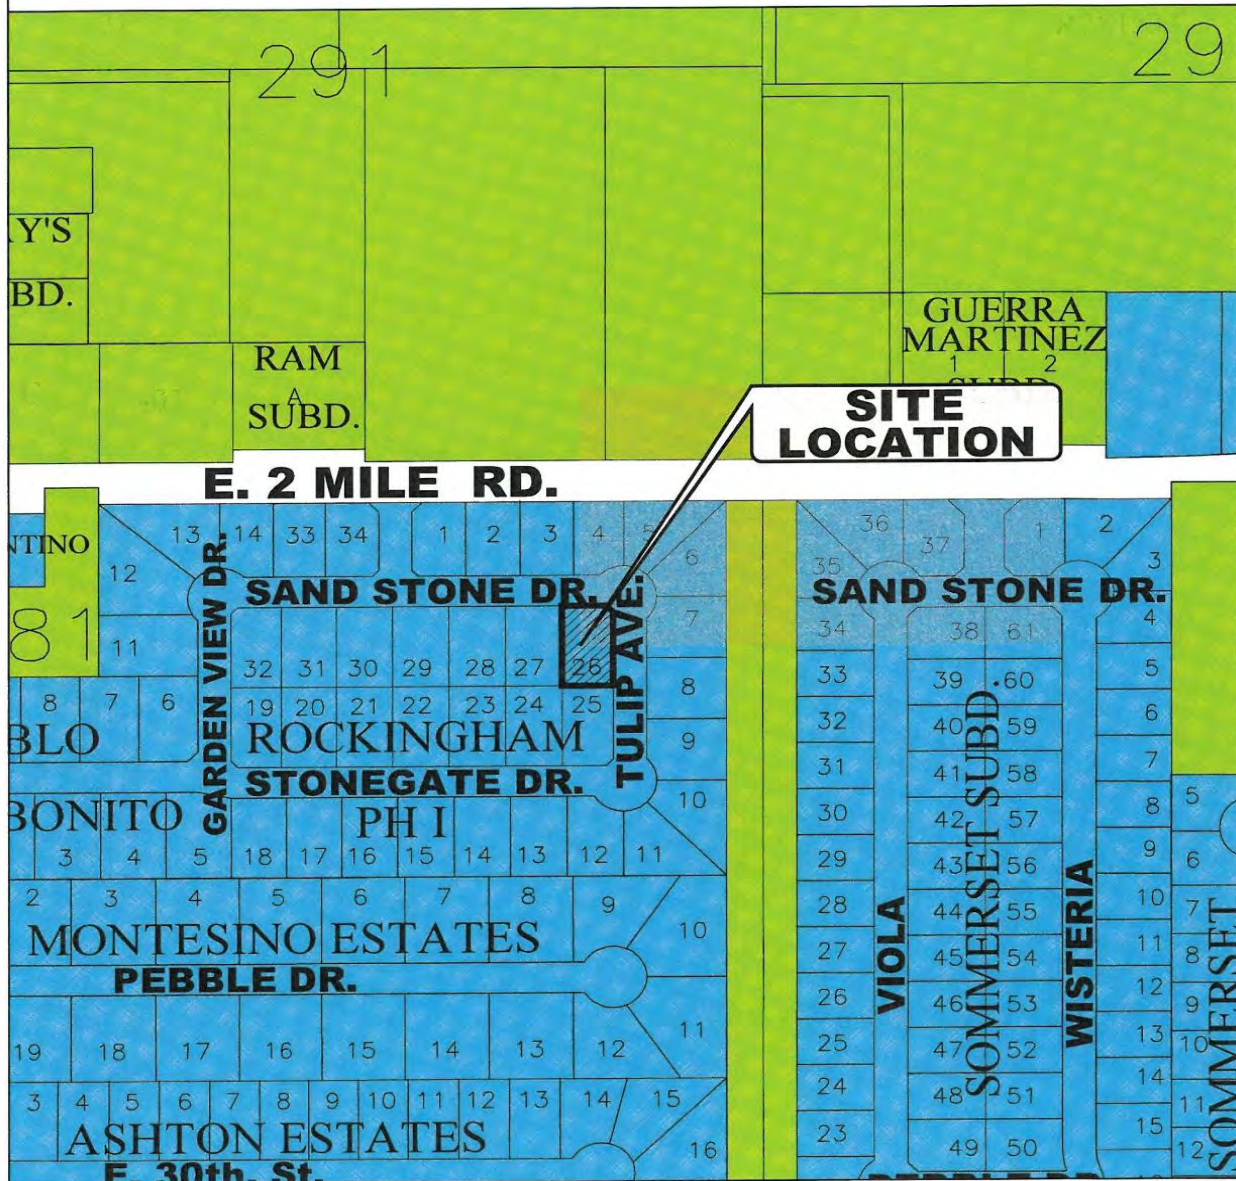 291
29
AY'S
BD.
GUERRA
MARTINEZ
1 2
SUBD.
RAM
A
SUBD.
SITE
LOCATION
E. 2 MILE RD.
NTINO
81
13 14 33 34 1 2 3 4 5 6
12
11
SAND STONE DR.
7
8
9
10
32 31 30 29 28 27 26
19 20 21 22 23 24 25
ROCKINGHAM
STONEGATE DR.
PH I
GARDEN VIEW DR.
TULIP AVE.
8 7 6
BLO
BONITO
3 4 5 18 17 16 15 14 13 12 11
2 3 4 5 6 7 8 9
10
MONTESINO ESTATES
PEBBLE DR.
11
19 18 17 16 15 14 13 12
3 4 5 6 7 8 9 10 11 12 13 14 15
ASHTON ESTATES
16
E. 30th. St.
36 37 1 2
35 3
SAND STONE DR.
34 38 61 4
33 39 60 5
32 40 59 6
31 41 58 7
30 42 57 8
29 43 56 9
28 44 55 10
27 45 54 11
26 46 53 12
25 47 52 13
24 48 51 14
23 49 50 15
VIOLA
SOMMERSET SUBD.
WISTERIA
5
6
7
8
9
10
11
12
SOMMERSET
PEBBLE DR.